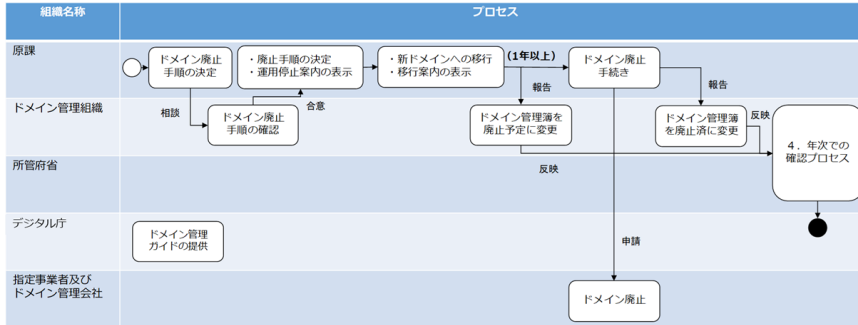 組織名称
プロセス
原課
ドメイン廃止
手順の決定
・廃止手順の決定
・運用停止案内の表示
・新ドメインへの移行
・移行案内の表示
(1年以上)
ドメイン廃止
手続き
相談
合意
報告
報告
ドメイン管理組織
ドメイン廃止
手順の確認
ドメイン管理簿を
廃止予定に変更
ドメイン管理簿
を廃止済に変更
反映
4．年次での
確認プロセス
反映
所管府省
デジタル庁
ドメイン管理
ガイドの提供
申請
指定事業者及び
ドメイン管理会社
ドメイン廃止